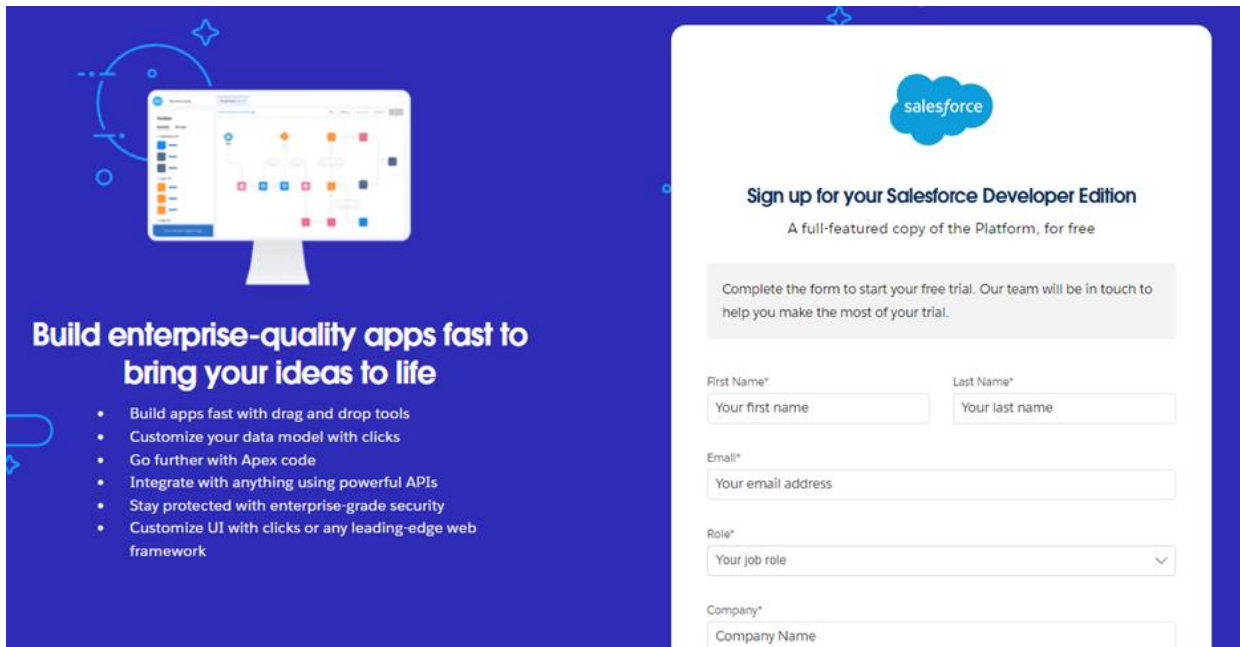 Build enterprise-quality apps fast to
bring your ideas to life
• Build apps fast with drag and drop tools
• Customize your data model with clicks
• Go further with Apex code
• Integrate with anything using powerful APIs
• Stay protected with enterprise-grade security
• Customize UI with clicks or any leading-edge web
framework
salesforce
Sign up for your Salesforce Developer Edition
A full-featured copy of the Platform, for free
Complete the form to start your free trial. Our team will be in touch to
help you make the most of your trial.
First Name* Last Name*
Your first name Your last name
Email*
Your email address
Role*
Your job role
Company*
Company Name